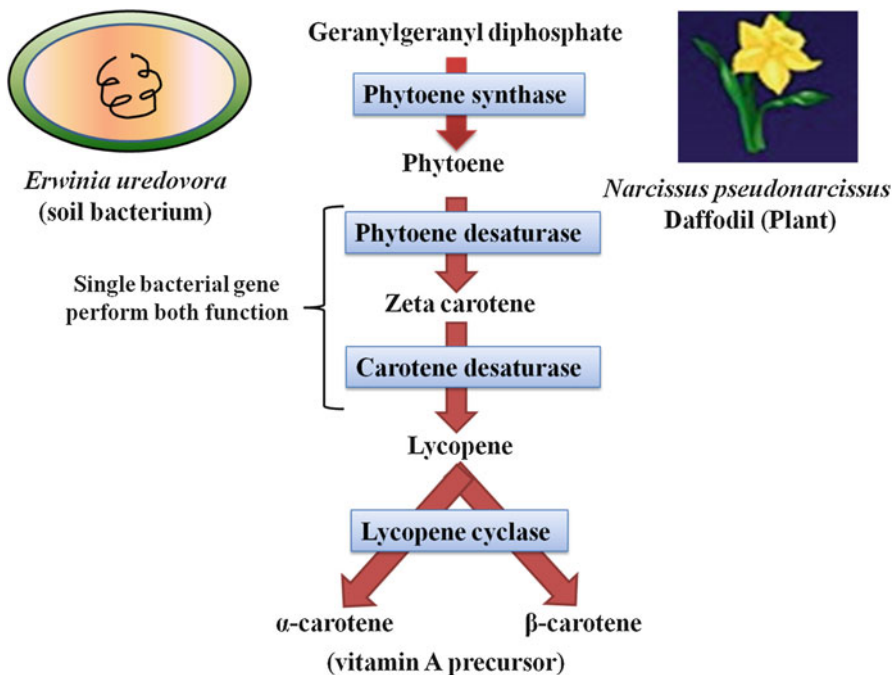 Geranylgeranyl diphosphate
Phytoene synthase
Phytoene
Erwinia uredovora
(soil bacterium)
Narcissus pseudonarcissus
Daffodil (Plant)
Phytoene desaturase
Single bacterial gene
perform both function
Zeta carotene
Carotene desaturase
Lycopene
Lycopene cyclase
α-carotene
β-carotene
(vitamin A precursor)